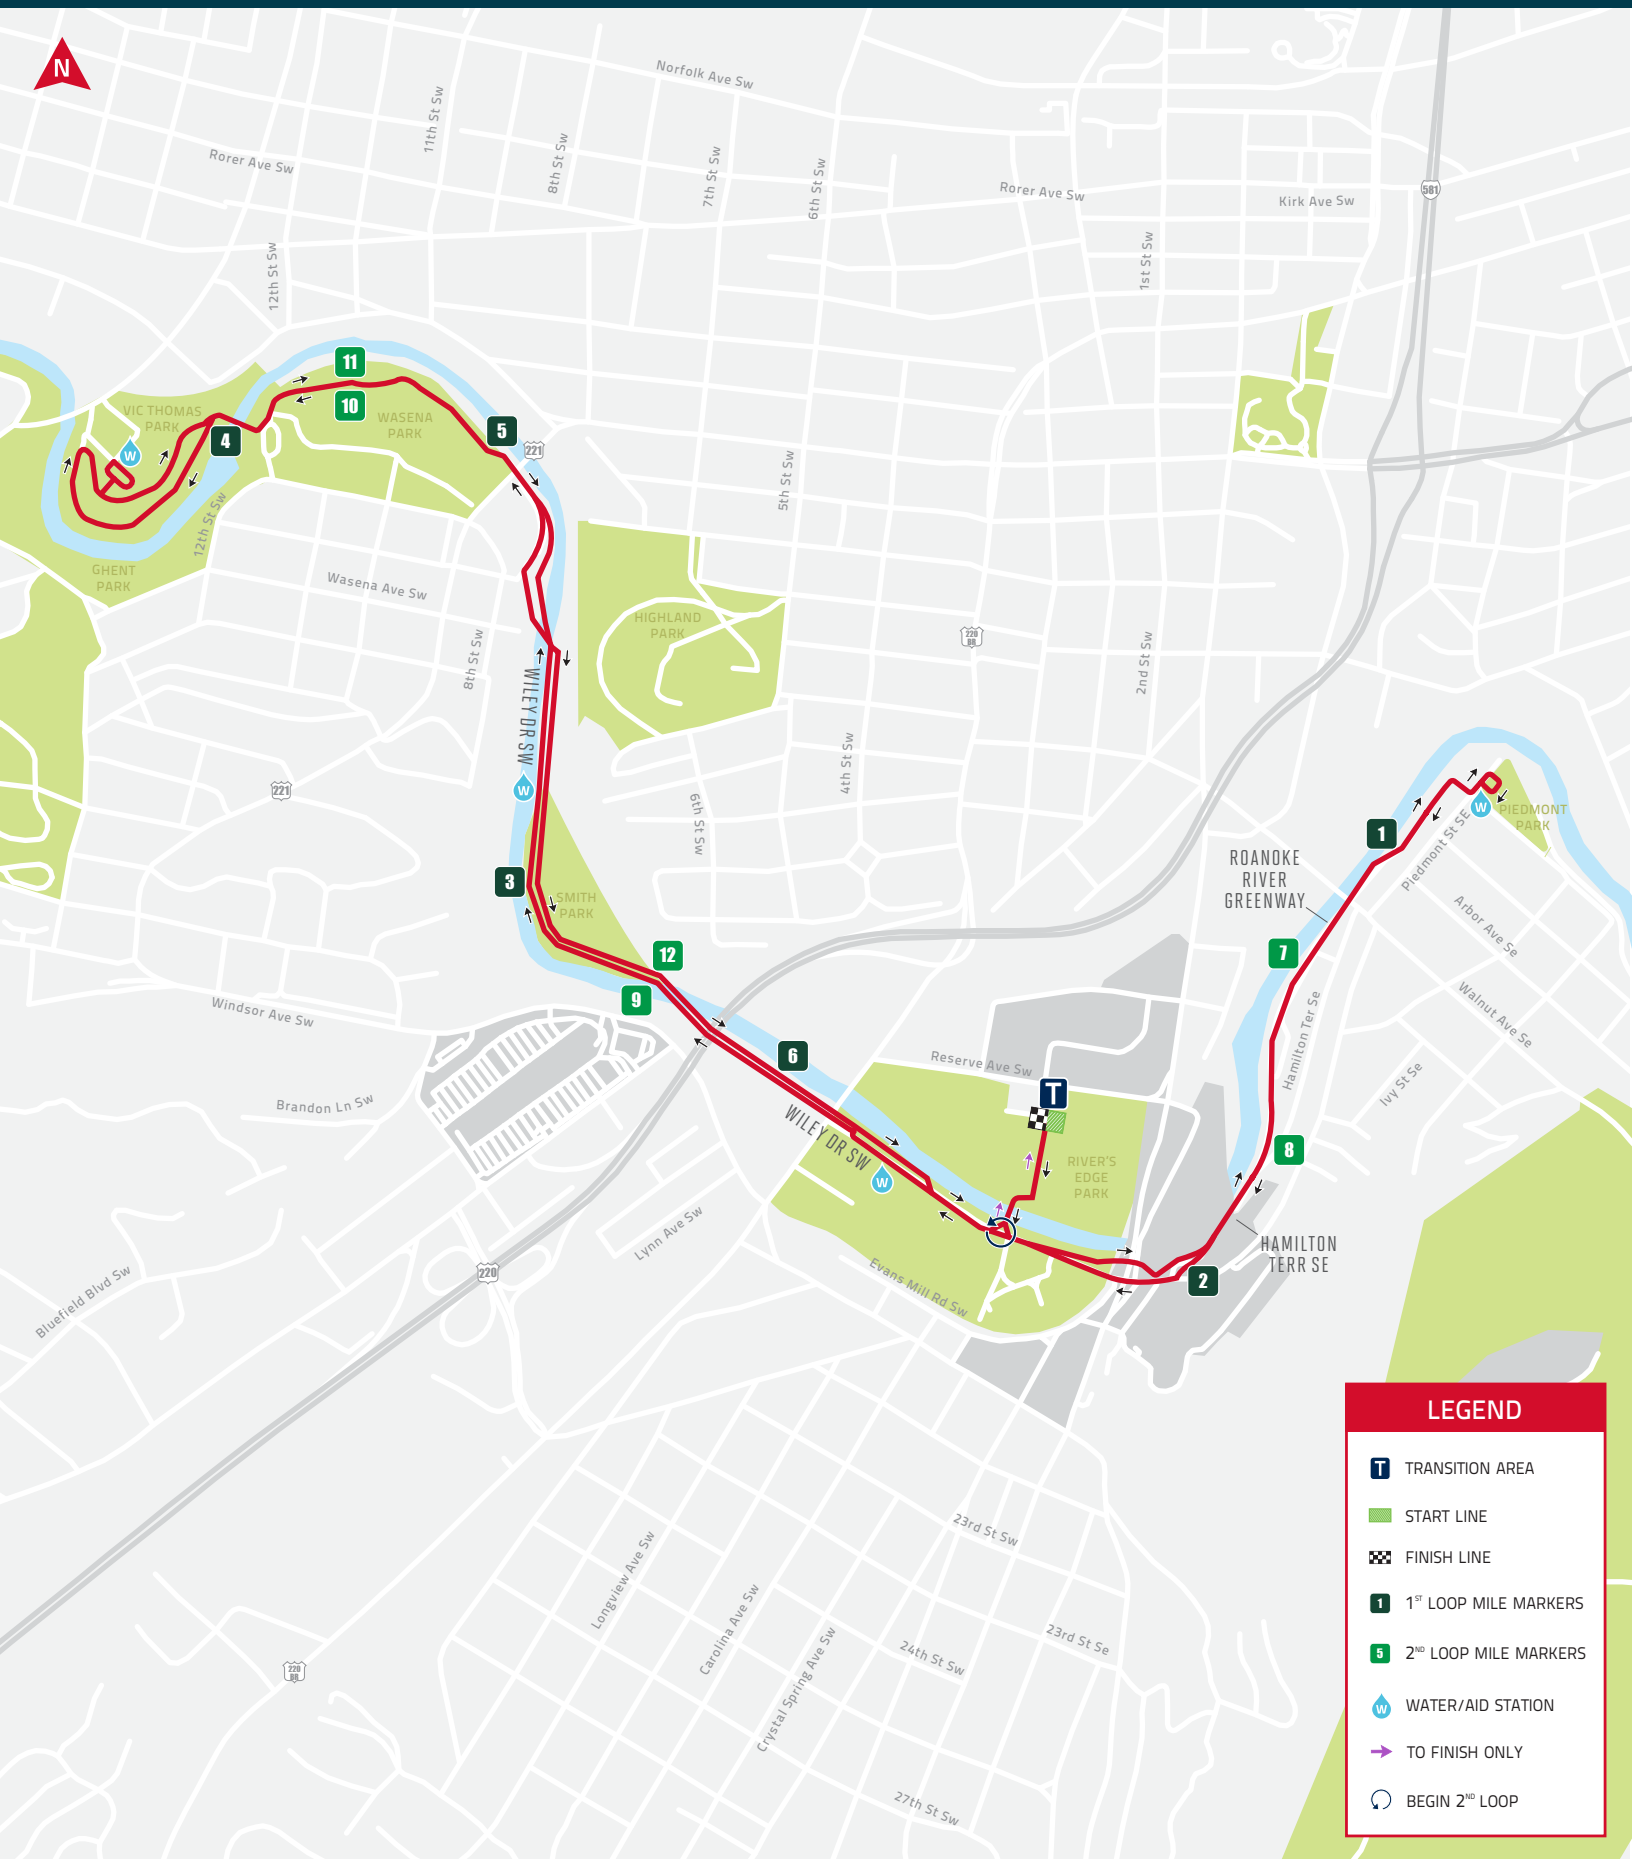 N
Norfolk Ave Sw
11th St Sw
Rorer Ave Sw
8th St Sw
7th St Sw
6th St Sw
Rorer Ave Sw
Kirk Ave Sw
581
12th St Sw
1st St Sw
11
10
VIC THOMAS
PARK
WASENA
PARK
4
5
221
W
5th St Sw
12th St Sw
GHENT
PARK
Wasena Ave Sw
HIGHLAND
PARK
8th St Sw
220
BR
2nd St Sw
WILEY DR SW
W
221
4th St Sw
6th St Sw
W
PIEDMONT
PARK
1
Piedmont St SE
ROANOKE
RIVER
GREENWAY
3
SMITH
PARK
Arbor Ave Se
12
9
7
Walnut Ave Se
Windsor Ave Sw
Hamilton Ter Se
6
Reserve Ave Sw
Ivy St Se
T
Brandon Ln Sw
WILEY DR SW
W
RIVER'S
EDGE
PARK
8
Lynn Ave Sw
HAMILTON
TERR SE
2
220
Evans Mill Rd Sw
Bluefield Blvd Sw
23rd St Sw
Longview Ave Sw
Carolina Ave Sw
Crystal Spring Ave Sw
24th St Sw
23rd St Se
220
BR
27th St Sw
LEGEND
T TRANSITION AREA
START LINE
FINISH LINE
1 1ST LOOP MILE MARKERS
5 2ND LOOP MILE MARKERS
W WATER/AID STATION
TO FINISH ONLY
BEGIN 2ND LOOP